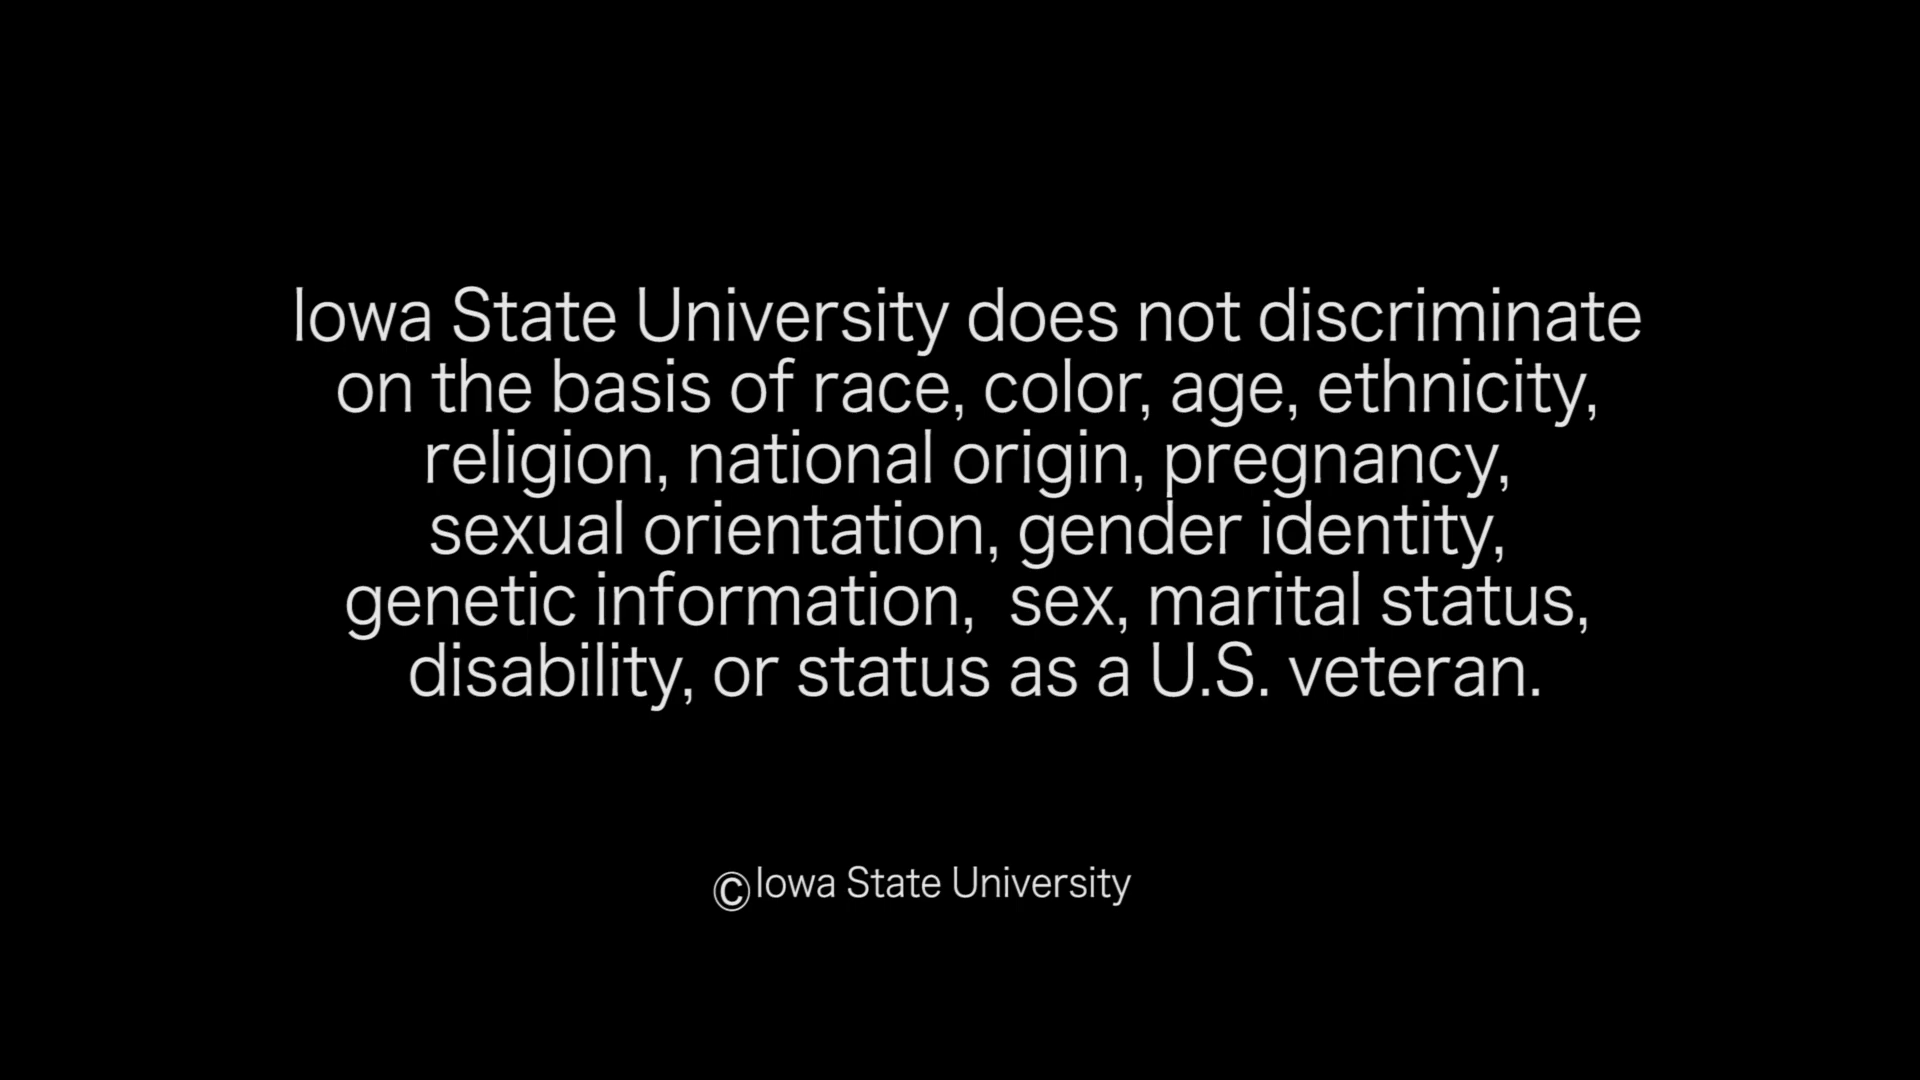 Iowa State University does not discriminate
on the basis of race, color, age, ethnicity,
religion, national origin, pregnancy,
sexual orientation, gender identity,
genetic information,  sex, marital status,
disability, or status as a U.S. veteran.
©Iowa State University